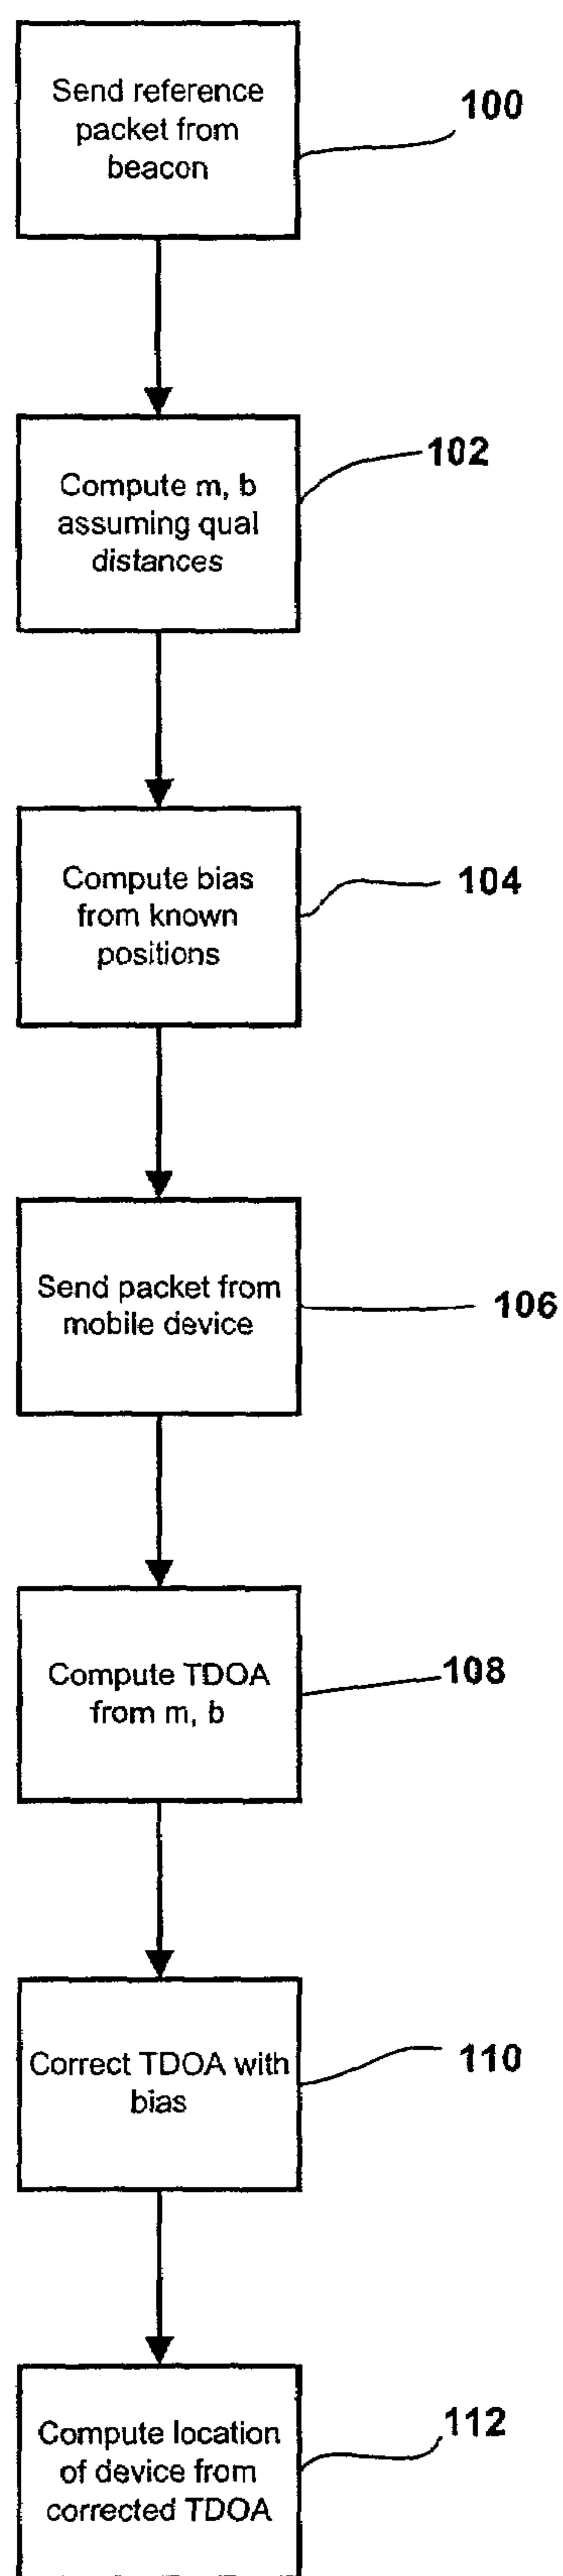 Send reference
packet from
beacon
100
Compute m, b
assuming qual
distances
102
Compute bias
from known
positions
104
Send packet from
mobile device
106
Compute TDOA
from m, b
108
Correct TDOA with
bias
110
Compute location
of device from
corrected TDOA
112